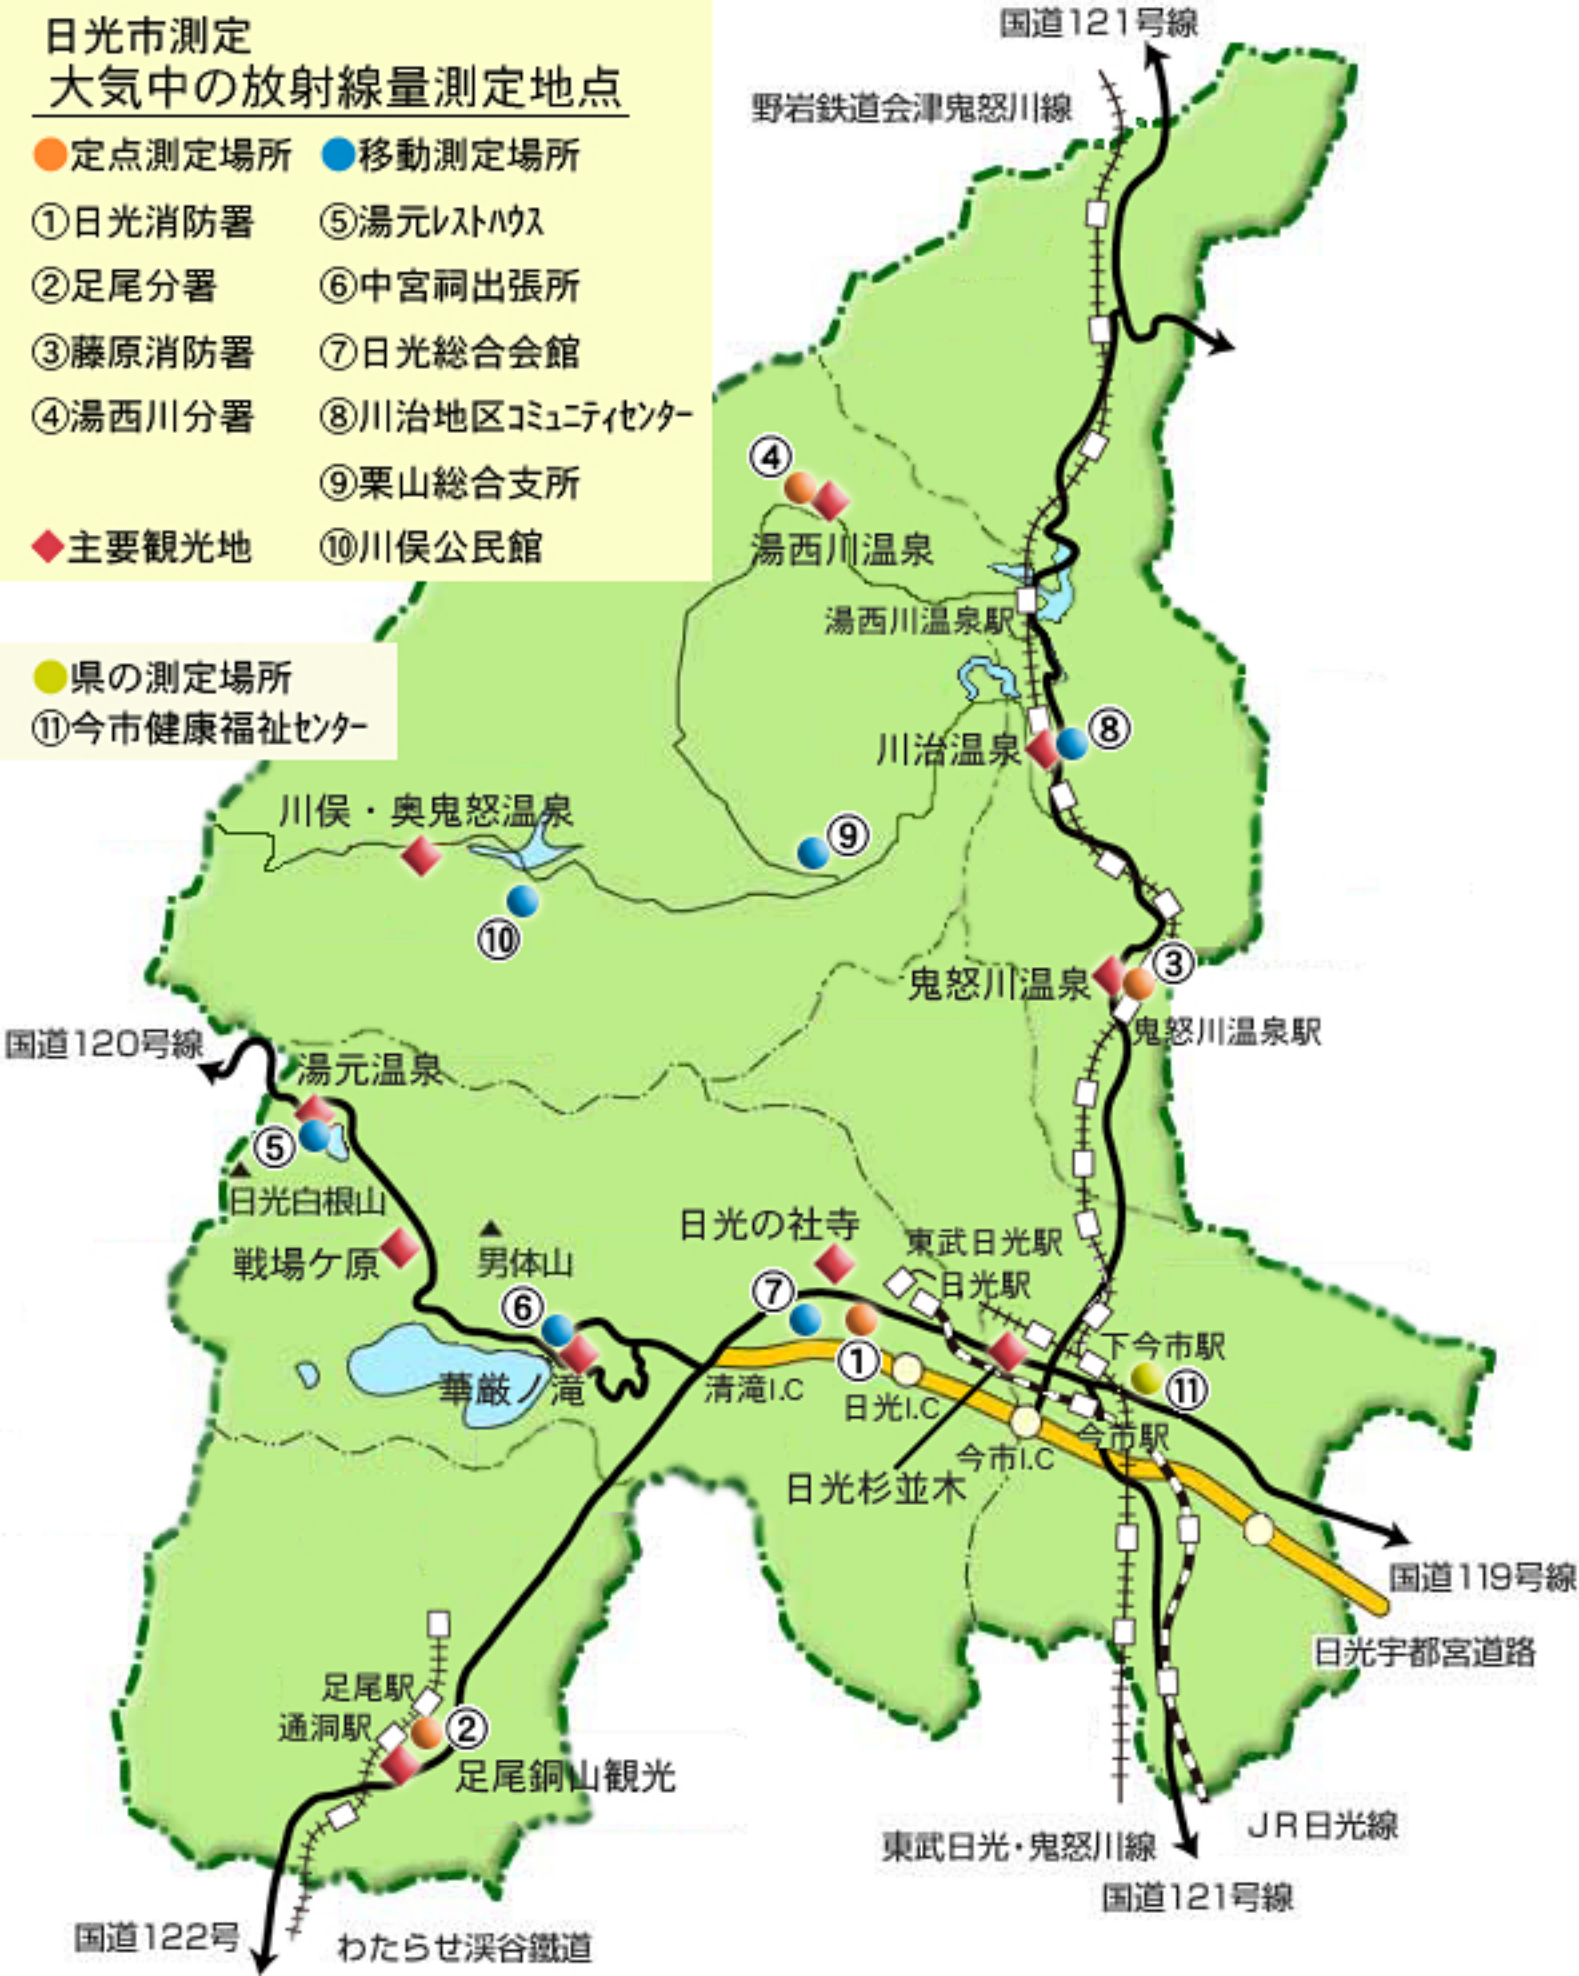 日光市測定
大気中の放射線量測定地点
定点測定場所 移動測定場所
①日光消防署 ⑤湯元ﾚｽﾄﾊｳｽ
②足尾分署 ⑥中宮祠出張所
③藤原消防署 ⑦日光総合会館
④湯西川分署 ⑧川治地区ｺﾐｭﾆﾃｨｾﾝﾀｰ
⑨栗山総合支所
主要観光地 ⑩川俣公民館
県の測定場所
⑪今市健康福祉ｾﾝﾀｰ
国道121号線
野岩鉄道会津鬼怒川線
④
湯西川温泉
湯西川温泉駅
⑧
川治温泉
川俣・奥鬼怒温泉
⑨
⑩
③
鬼怒川温泉
鬼怒川温泉駅
国道120号線
湯元温泉
⑤
日光白根山
戦場ケ原
男体山
日光の社寺
東武日光駅
日光駅
⑥
⑦
①
下今市駅
⑪
華厳ノ滝
清滝I.C
日光I.C
今市駅
今市I.C
日光杉並木
国道119号線
日光宇都宮道路
足尾駅
通洞駅
②
足尾銅山観光
JR日光線
東武日光・鬼怒川線
国道121号線
国道122号
わたらせ渓谷鐵道